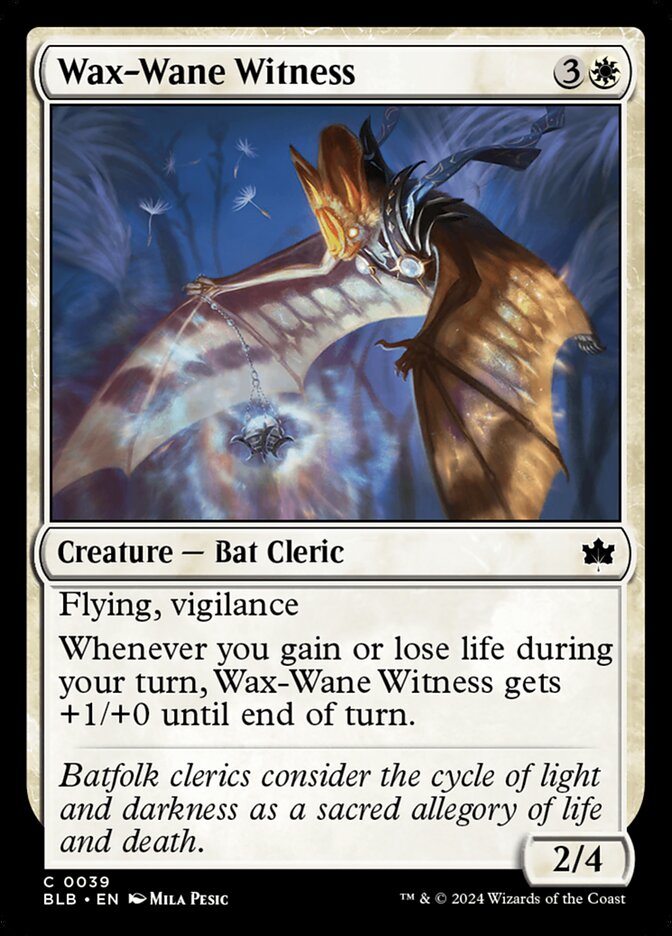 Wax-Wane Witness 3
Creature — Bat Cleric
Flying, vigilance
Whenever you gain or lose life during
your turn, Wax-Wane Witness gets
+1/+0 until end of turn.
Batfolk clerics consider the cycle of light
and darkness as a sacred allegory of life
and death.
2/4
C 0039
BLB • EN Mila Pesic
™ & © 2024 Wizards of the Coast